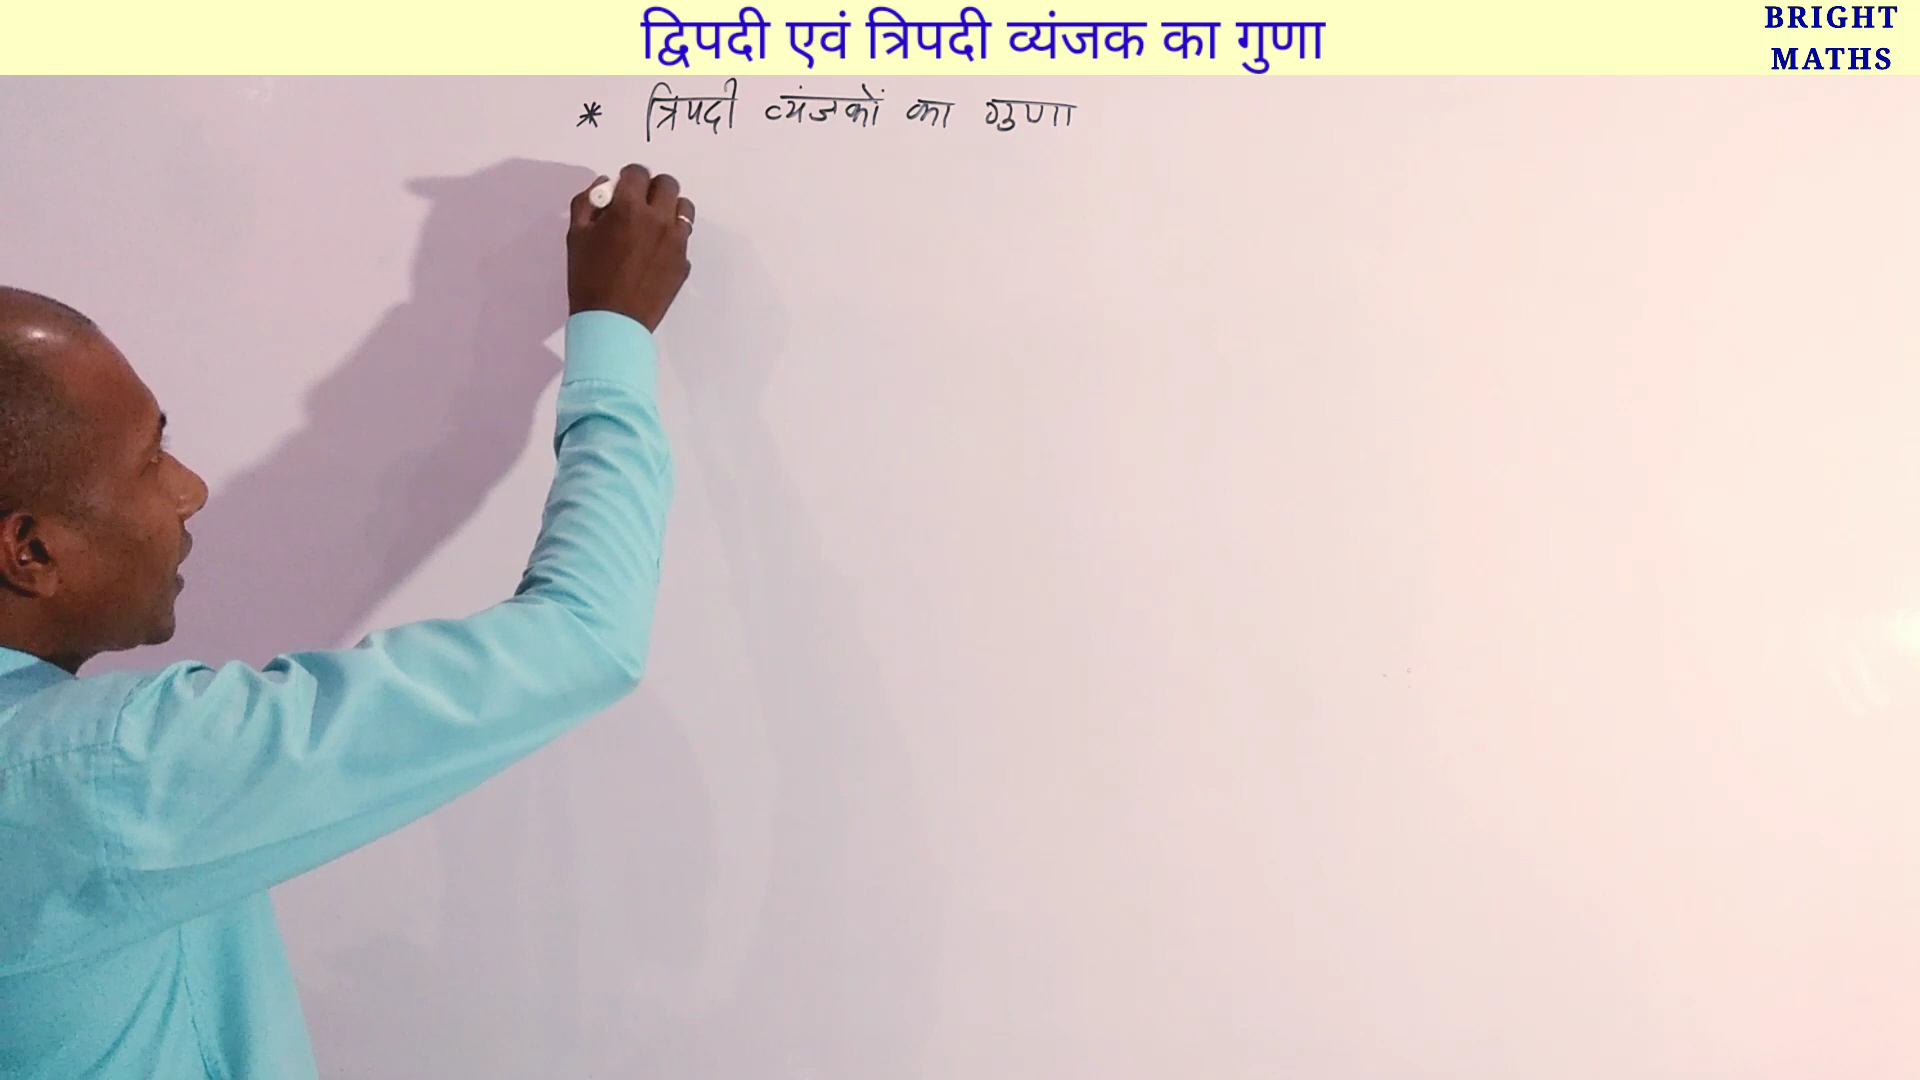 द्विपदी एवं त्रिपदी व्यंजक का गुणा
BRIGHT
MATHS
* त्रिपदी व्यंजकों का गुणा